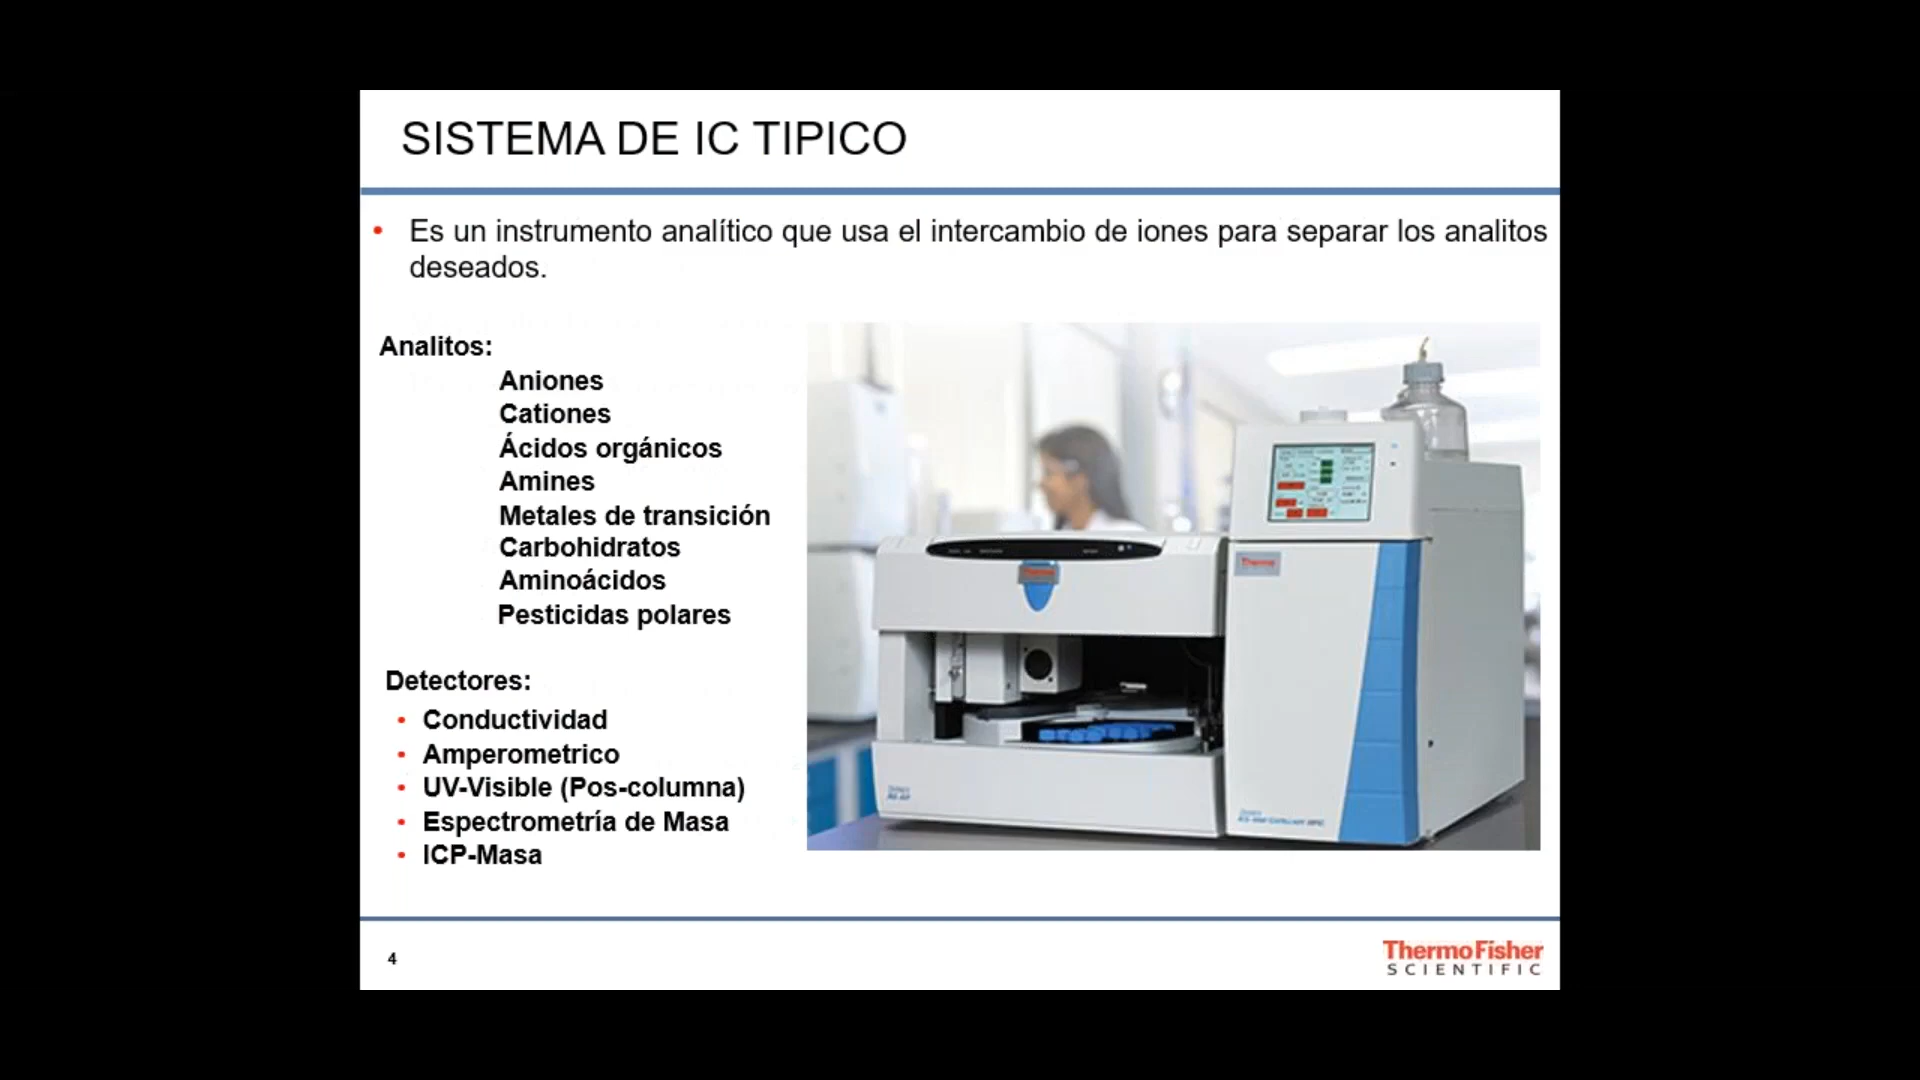 SISTEMA DE IC TIPICO
• Es un instrumento analítico que usa el intercambio de iones para separar los analitos
deseados.
Analitos:
Aniones
Cationes
Ácidos orgánicos
Amines
Metales de transición
Carbohidratos
Aminoácidos
Pesticidas polares
Detectores:
• Conductividad
• Amperometrico
• UV-Visible (Pos-columna)
• Espectrometría de Masa
• ICP-Masa
Thermo
Thermo
4
ThermoFisher
SCIENTIFIC